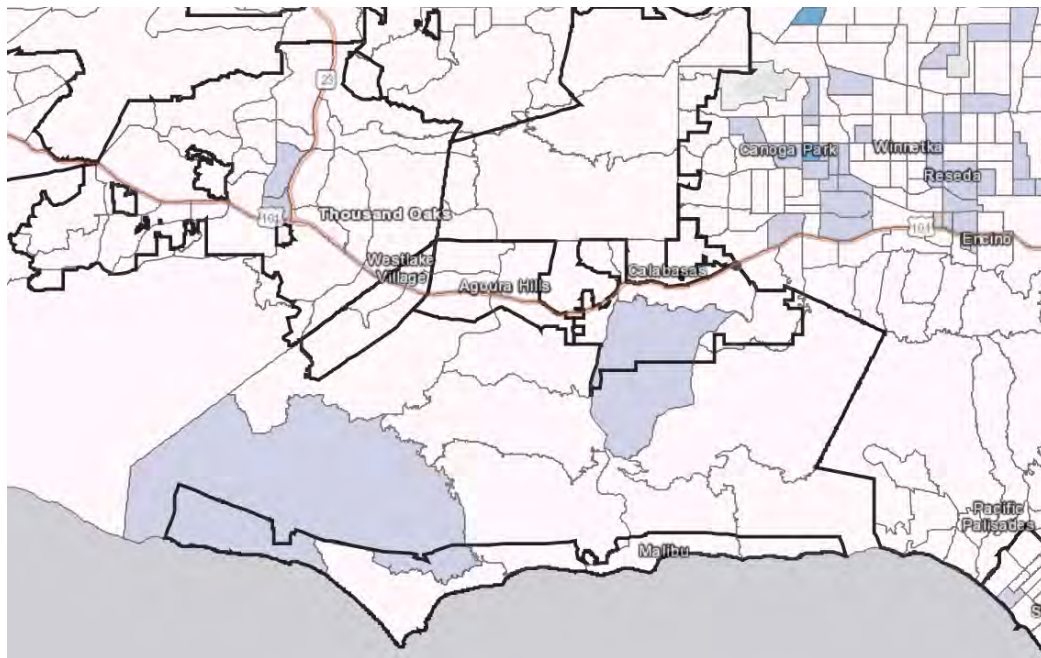 23
Canoga Park
Winnetka
Reseda
101
Thousand Oaks
101
Encino
Westlake
Village
Calabasas
Agoura Hills
Pacific
Palisades
Malibu
S